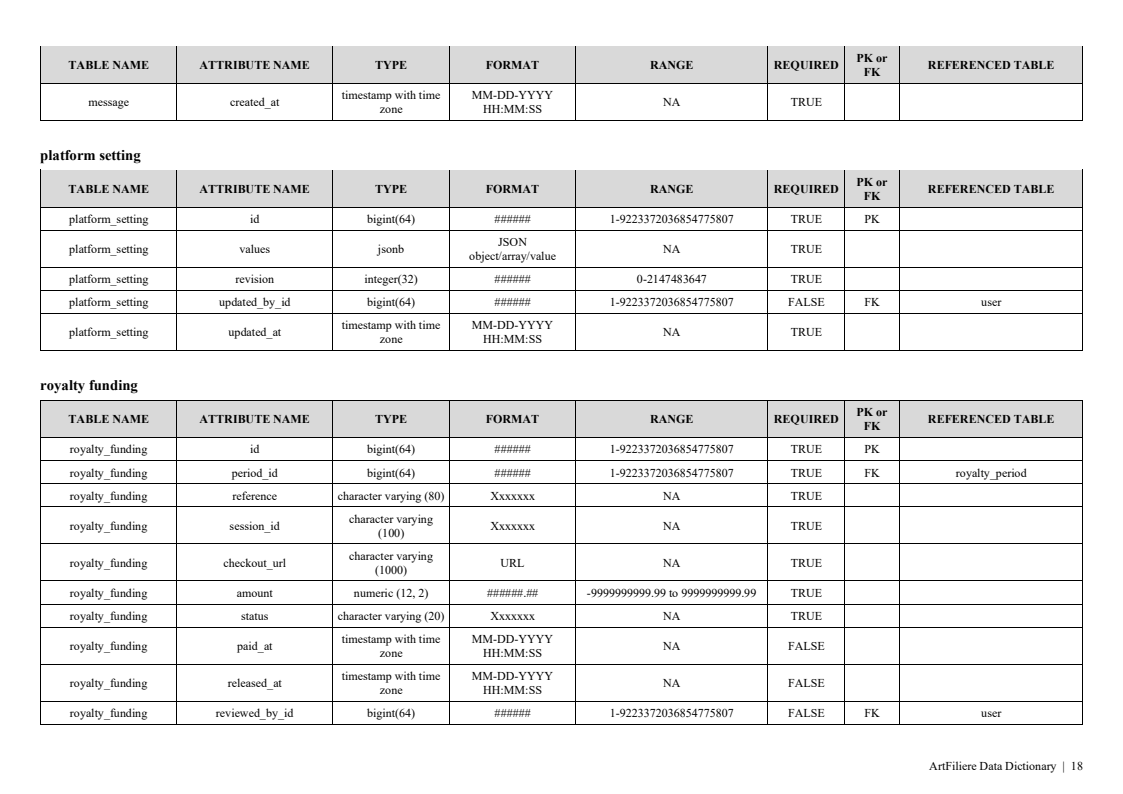 TABLE NAME ATTRIBUTE NAME TYPE FORMAT RANGE REQUIRED PK or FK REFERENCED TABLE
message created_at timestamp with time zone MM-DD-YYYY HH:MM:SS NA TRUE
platform setting
TABLE NAME ATTRIBUTE NAME TYPE FORMAT RANGE REQUIRED PK or FK REFERENCED TABLE
platform_setting id bigint(64) ###### 1-9223372036854775807 TRUE PK
platform_setting values jsonb JSON object/array/value NA TRUE
platform_setting revision integer(32) ###### 0-2147483647 TRUE
platform_setting updated_by_id bigint(64) ###### 1-9223372036854775807 FALSE FK user
platform_setting updated_at timestamp with time zone MM-DD-YYYY HH:MM:SS NA TRUE
royalty funding
TABLE NAME ATTRIBUTE NAME TYPE FORMAT RANGE REQUIRED PK or FK REFERENCED TABLE
royalty_funding id bigint(64) ###### 1-9223372036854775807 TRUE PK
royalty_funding period_id bigint(64) ###### 1-9223372036854775807 TRUE FK royalty_period
royalty_funding reference character varying (80) Xxxxxxx NA TRUE
royalty_funding session_id character varying (100) Xxxxxxx NA TRUE
royalty_funding checkout_url character varying (1000) URL NA TRUE
royalty_funding amount numeric (12, 2) ######.## -9999999999.99 to 9999999999.99 TRUE
royalty_funding status character varying (20) Xxxxxxx NA TRUE
royalty_funding paid_at timestamp with time zone MM-DD-YYYY HH:MM:SS NA FALSE
royalty_funding released_at timestamp with time zone MM-DD-YYYY HH:MM:SS NA FALSE
royalty_funding reviewed_by_id bigint(64) ###### 1-9223372036854775807 FALSE FK user
ArtFiliere Data Dictionary | 18